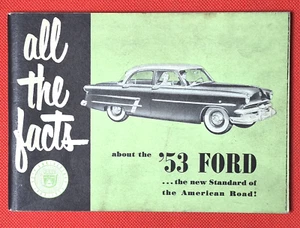 all
the
facts
about the '53 FORD
...the new Standard of
the American Road!